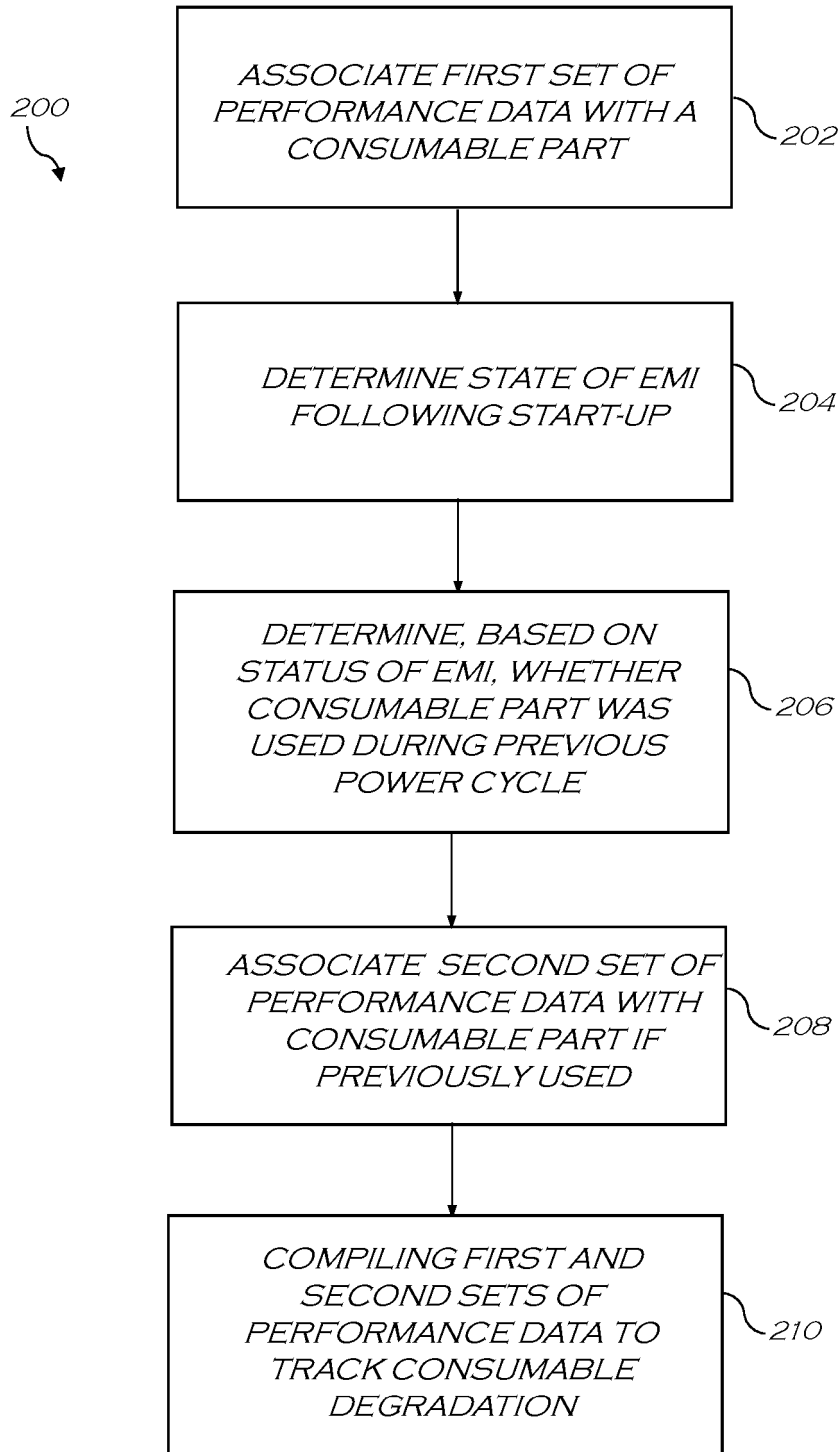 200
ASSOCIATE FIRST SET OF
PERFORMANCE DATA WITH A
CONSUMABLE PART
202
DETERMINE STATE OF EMI
FOLLOWING START-UP
204
DETERMINE, BASED ON
STATUS OF EMI, WHETHER
CONSUMABLE PART WAS
USED DURING PREVIOUS
POWER CYCLE
206
ASSOCIATE SECOND SET OF
PERFORMANCE DATA WITH
CONSUMABLE PART IF
PREVIOUSLY USED
208
COMPILING FIRST AND
SECOND SETS OF
PERFORMANCE DATA TO
TRACK CONSUMABLE
DEGRADATION
210